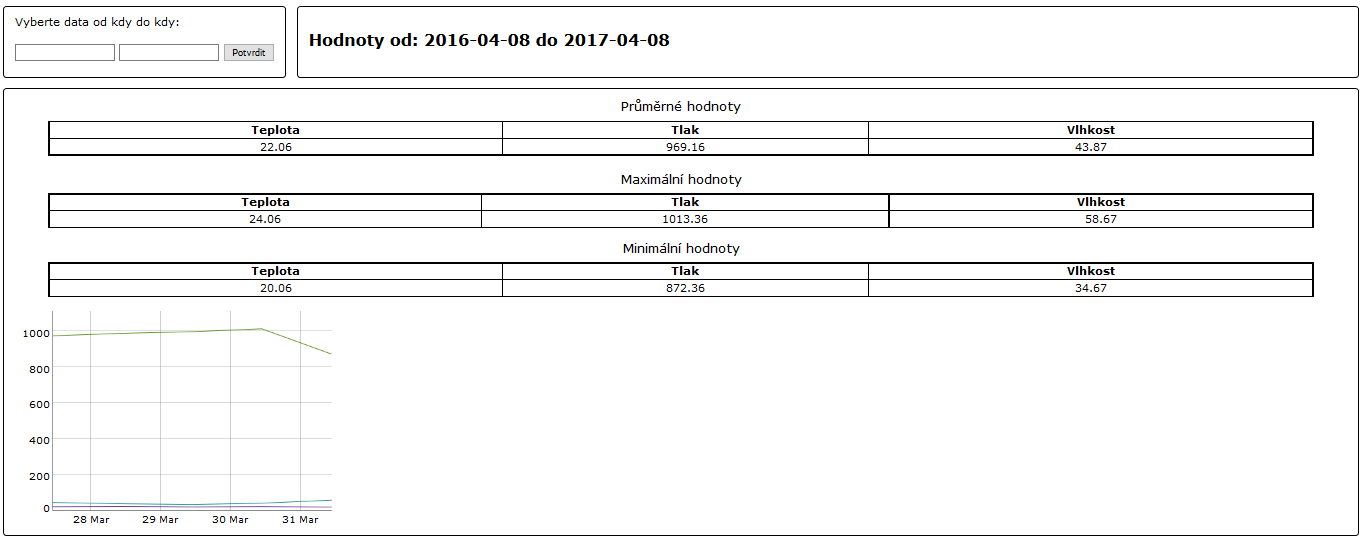 Vyberte data od kdy do kdy:
Potvrdit
Hodnoty od: 2016-04-08 do 2017-04-08
Průměrné hodnoty
Teplota Tlak Vlhkost
22.06 969.16 43.87
Maximální hodnoty
Teplota Tlak Vlhkost
24.06 1013.36 58.67
Minimální hodnoty
Teplota Tlak Vlhkost
20.06 872.36 34.67
1000
800
600
400
200
0
28 Mar 29 Mar 30 Mar 31 Mar